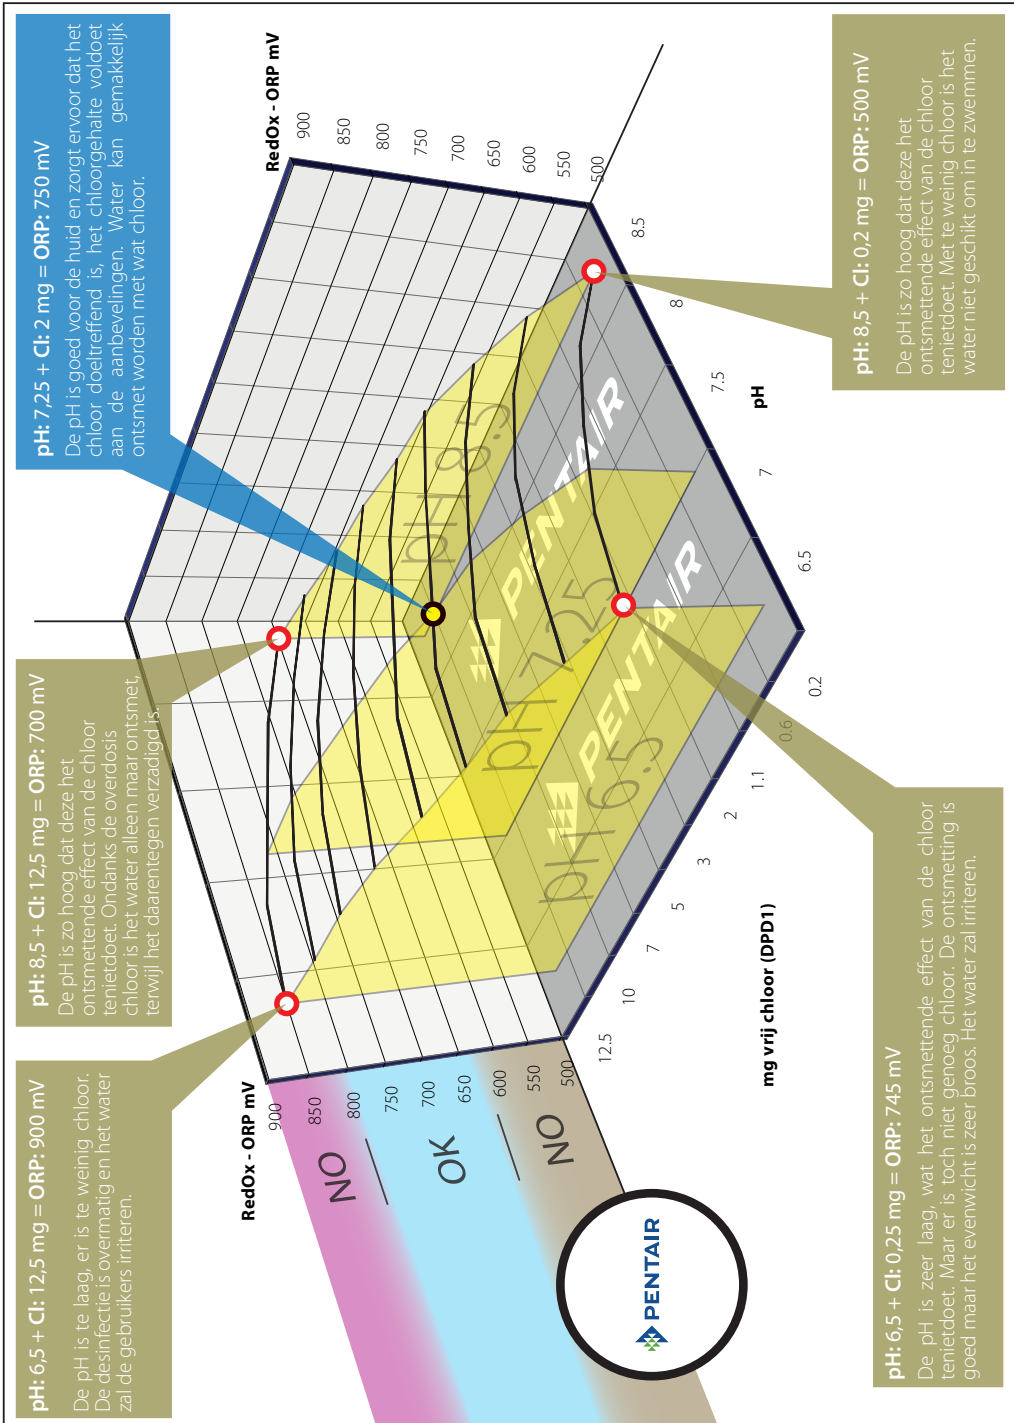 pH: 6,5 + Cl: 12,5 mg = ORP: 900 mV
De pH is te laag, er is te weinig chloor.
De desinfectie is overmatig en het water
zal de gebruikers irriteren.
pH: 8,5 + Cl: 12,5 mg = ORP: 700 mV
De pH is zo hoog dat deze het
ontsmettende effect van de chloor
tenietdoet. Ondanks de overdosis
chloor is het water alleen maar ontsmet,
terwijl het daarentegen verzadigd is.
pH: 7,25 + Cl: 2 mg = ORP: 750 mV
De pH is goed voor de huid en zorgt ervoor dat het
chloor doeltreffend is, het chloorgehalte voldoet
aan de aanbevelingen. Water kan gemakkelijk
ontsmet worden met wat chloor.
RedOx - ORP mV
900
850
800
750
700
650
600
550
500
RedOx - ORP mV
900
850
800
750
700
650
600
550
500
NO
OK
NO
pH 8.5
pH 7.25
pH 6.5
PENTAIR
PENTAIR
8.5
8
7.5
7
6.5
pH
12.5
10
7
5
3
2
1.1
0.6
0.2
mg vrij chloor (DPD1)
PENTAIR
pH: 6,5 + Cl: 0,25 mg = ORP: 745 mV
De pH is zeer laag, wat het ontsmettende effect van de chloor
tenietdoet. Maar er is toch niet genoeg chloor. De ontsmetting is
goed maar het evenwicht is zeer broos. Het water zal irriteren.
pH: 8,5 + Cl: 0,2 mg = ORP: 500 mV
De pH is zo hoog dat deze het
ontsmettende effect van de chloor
tenietdoet. Met te weinig chloor is het
water niet geschikt om in te zwemmen.